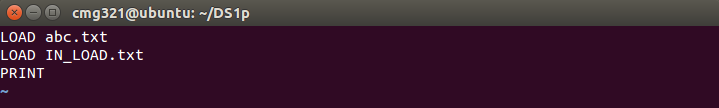 cmg321@ubuntu: ~/DS1p
LOAD abc.txt
LOAD IN_LOAD.txt
PRINT
~